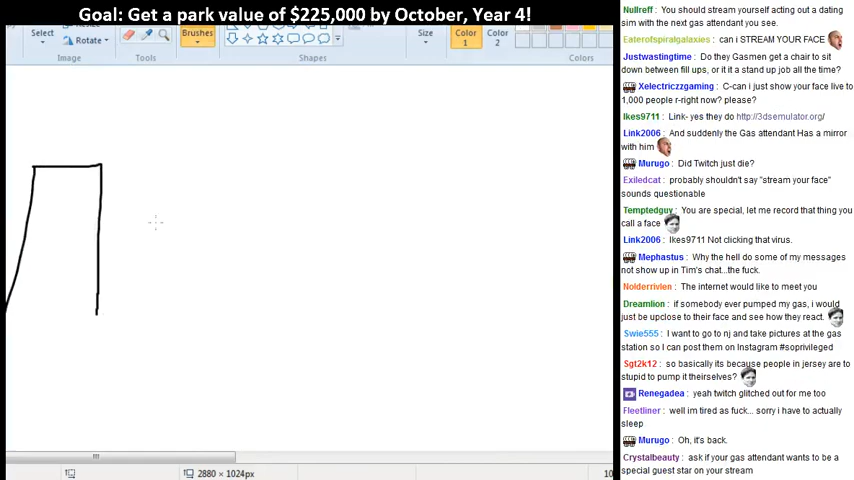 Goal: Get a park value of $225,000 by October, Year 4!
Select
Rotate
Image
Tools
Brushes
Shapes
Size
Color
1
Color
2
Colors
2880 × 1024px
10
Nullreff : You should stream yourself acting out a dating
sim with the next gas attendant you see.
Eaterofspiralgalaxies : can i STREAM YOUR FACE
Justwastingtime : Do they Gasmen get a chair to sit
down between fill ups, or it it a stand up job all the time?
Xelectriczzgaming : C-can i just show your face live to
1,000 people r-right now? please?
Ikes9711 : Link- yes they do http://3dsemulator.org/
Link2006 : And suddenly the Gas attendant Has a mirror
with him
Murugo : Did Twitch just die?
Exiledcat : probably shouldn't say "stream your face"
sounds questionable
Temptedguy : You are special, let me record that thing you
call a face
Link2006 : Ikes9711 Not clicking that virus.
Mephastus : Why the hell do some of my messages
not show up in Tim's chat...the fuck.
Nolderrivien : The internet would like to meet you
Dreamlion : if somebody ever pumped my gas, i would
just be upclose to their face and see how they react.
Swie555 : I want to go to nj and take pictures at the gas
station so I can post them on Instagram #soprivileged
Sgt2k12 : so basically its because people in jersey are to
stupid to pump it theirselves?
Renegadea : yeah twitch glitched out for me too
Fleetliner : well im tired as fuck... sorry i have to actually
sleep
Murugo : Oh, it's back.
Crystalbeauty : ask if your gas attendant wants to be a
special guest star on your stream